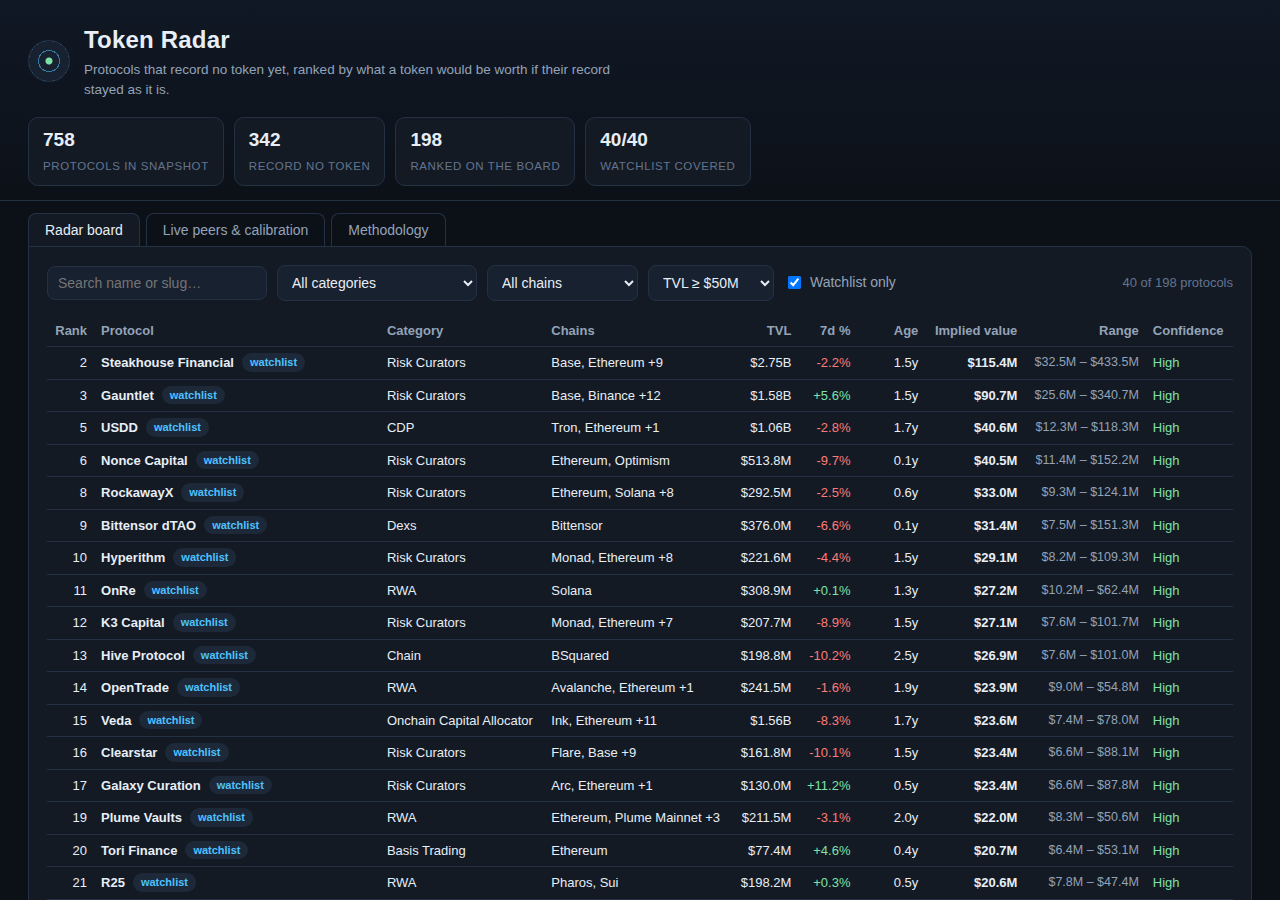 Token Radar
Protocols that record no token yet, ranked by what a token would be worth if their record
stayed as it is.
758
PROTOCOLS IN SNAPSHOT
342
RECORD NO TOKEN
198
RANKED ON THE BOARD
40/40
WATCHLIST COVERED
Radar board Live peers & calibration Methodology
Search name or slug… All categories All chains TVL ≥ $50M Watchlist only 40 of 198 protocols
Rank Protocol Category Chains TVL 7d % Age Implied value Range Confidence
2 Steakhouse Financial watchlist Risk Curators Base, Ethereum +9 $2.75B -2.2% 1.5y $115.4M $32.5M – $433.5M High
3 Gauntlet watchlist Risk Curators Base, Binance +12 $1.58B +5.6% 1.5y $90.7M $25.6M – $340.7M High
5 USDD watchlist CDP Tron, Ethereum +1 $1.06B -2.8% 1.7y $40.6M $12.3M – $118.3M High
6 Nonce Capital watchlist Risk Curators Ethereum, Optimism $513.8M -9.7% 0.1y $40.5M $11.4M – $152.2M High
8 RockawayX watchlist Risk Curators Ethereum, Solana +8 $292.5M -2.5% 0.6y $33.0M $9.3M – $124.1M High
9 Bittensor dTAO watchlist Dexs Bittensor $376.0M -6.6% 0.1y $31.4M $7.5M – $151.3M High
10 Hyperithm watchlist Risk Curators Monad, Ethereum +8 $221.6M -4.4% 1.5y $29.1M $8.2M – $109.3M High
11 OnRe watchlist RWA Solana $308.9M +0.1% 1.3y $27.2M $10.2M – $62.4M High
12 K3 Capital watchlist Risk Curators Monad, Ethereum +7 $207.7M -8.9% 1.5y $27.1M $7.6M – $101.7M High
13 Hive Protocol watchlist Chain BSquared $198.8M -10.2% 2.5y $26.9M $7.6M – $101.0M High
14 OpenTrade watchlist RWA Avalanche, Ethereum +1 $241.5M -1.6% 1.9y $23.9M $9.0M – $54.8M High
15 Veda watchlist Onchain Capital Allocator Ink, Ethereum +11 $1.56B -8.3% 1.7y $23.6M $7.4M – $78.0M High
16 Clearstar watchlist Risk Curators Flare, Base +9 $161.8M -10.1% 1.5y $23.4M $6.6M – $88.1M High
17 Galaxy Curation watchlist Risk Curators Arc, Ethereum +1 $130.0M +11.2% 0.5y $23.4M $6.6M – $87.8M High
19 Plume Vaults watchlist RWA Ethereum, Plume Mainnet +3 $211.5M -3.1% 2.0y $22.0M $8.3M – $50.6M High
20 Tori Finance watchlist Basis Trading Ethereum $77.4M +4.6% 0.4y $20.7M $6.4M – $53.1M High
21 R25 watchlist RWA Pharos, Sui $198.2M +0.3% 0.5y $20.6M $7.8M – $47.4M High